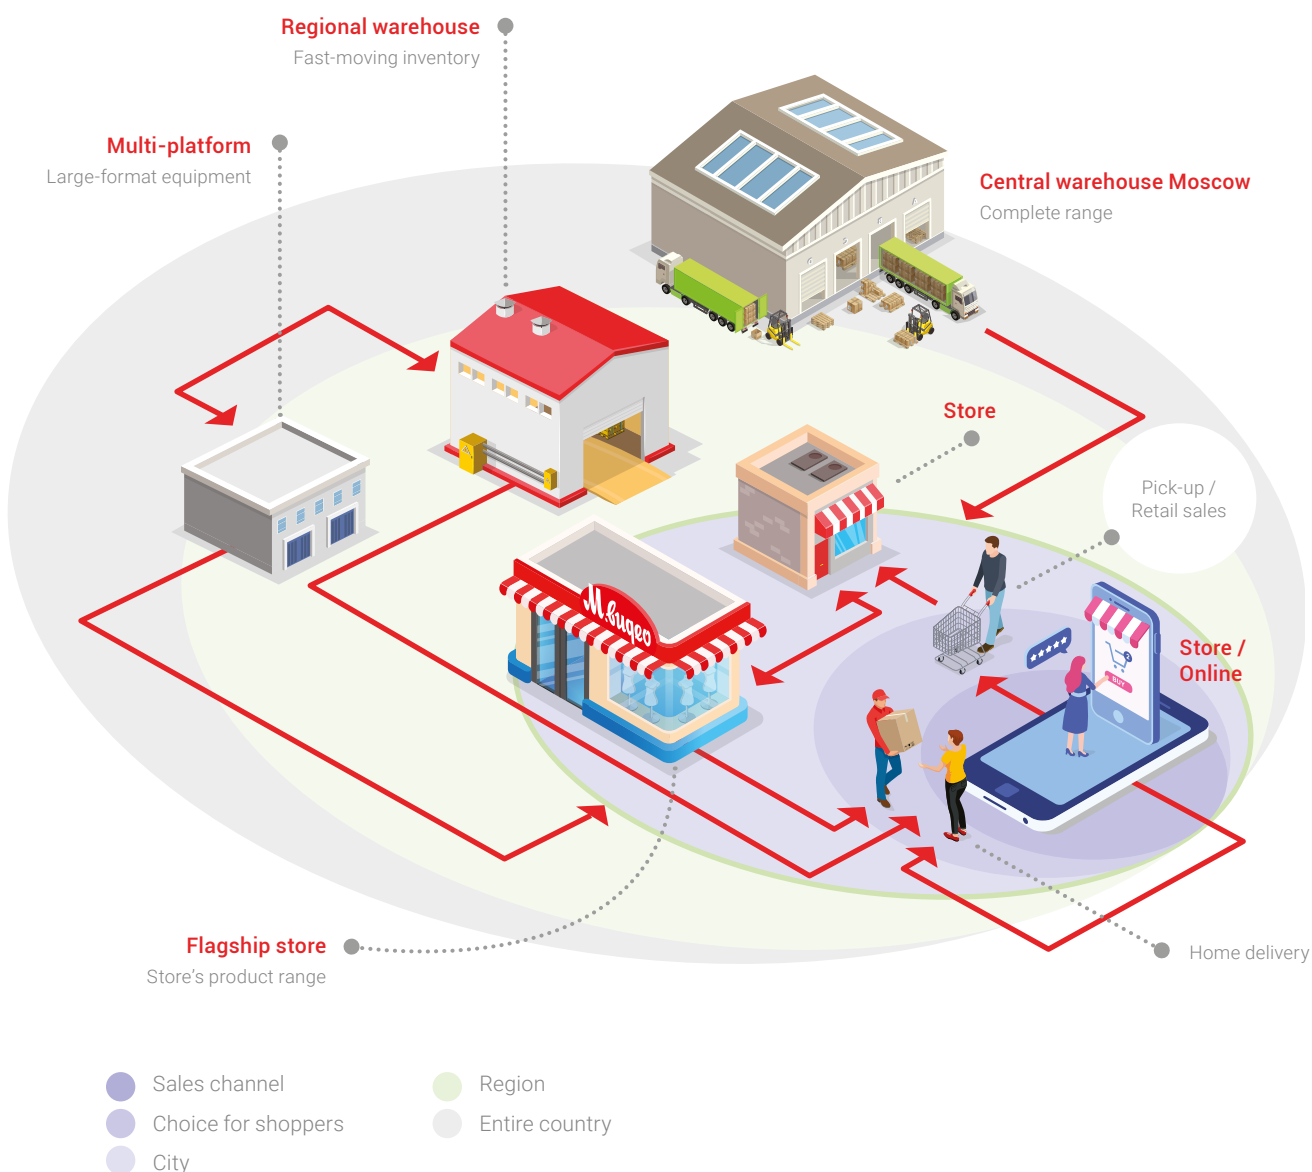 Regional warehouse
Fast-moving inventory
Multi-platform
Large-format equipment
Central warehouse Moscow
Complete range
Store
Pick-up /
Retail sales
М.видео
Store /
Online
BUY
Flagship store
Store's product range
Home delivery
Sales channel
Choice for shoppers
City
Region
Entire country